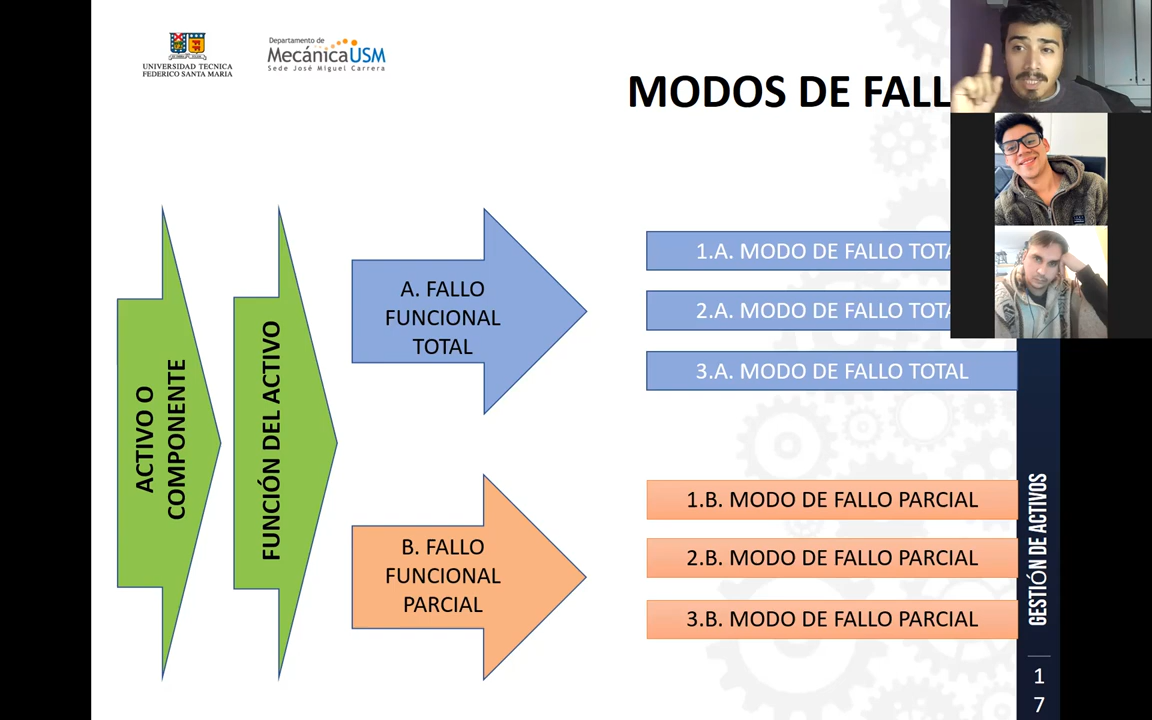 UNIVERSIDAD TECNICA
FEDERICO SANTA MARIA
Departamento de
MecánicaUSM
Sede José Miguel Carrera
MODOS DE FALL
ACTIVO O
COMPONENTE
FUNCIÓN DEL ACTIVO
A. FALLO
FUNCIONAL
TOTAL
1.A. MODO DE FALLO TOTA
2.A. MODO DE FALLO TOTA
3.A. MODO DE FALLO TOTAL
B. FALLO
FUNCIONAL
PARCIAL
1.B. MODO DE FALLO PARCIAL
2.B. MODO DE FALLO PARCIAL
3.B. MODO DE FALLO PARCIAL
GESTIÓN DE ACTIVOS
1
7